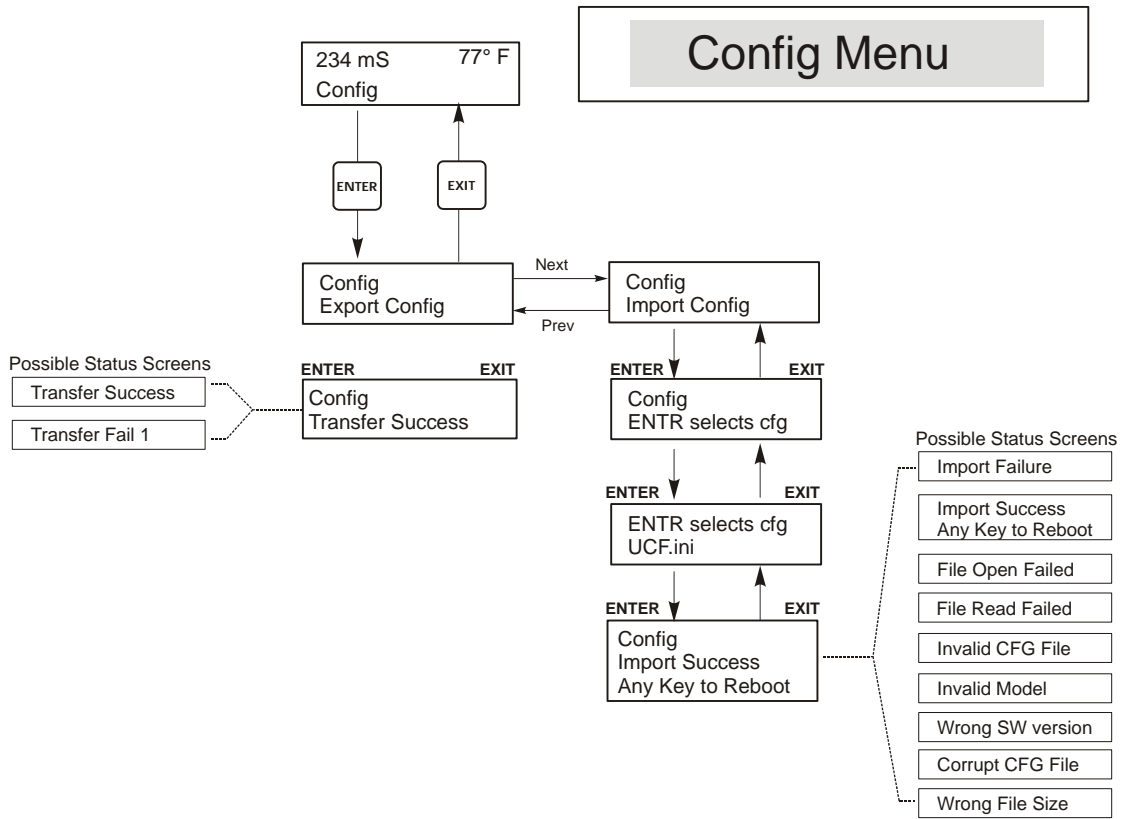 Config Menu
234 mS 77° F
Config
ENTER EXIT
Config
Export Config
Next
Prev
Config
Import Config
Possible Status Screens
Transfer Success
Transfer Fail 1
ENTER EXIT
Config
Transfer Success
ENTER EXIT
Config
ENTR selects cfg
ENTER EXIT
ENTR selects cfg
UCF.ini
ENTER EXIT
Config
Import Success
Any Key to Reboot
Possible Status Screens
Import Failure
Import Success
Any Key to Reboot
File Open Failed
File Read Failed
Invalid CFG File
Invalid Model
Wrong SW version
Corrupt CFG File
Wrong File Size